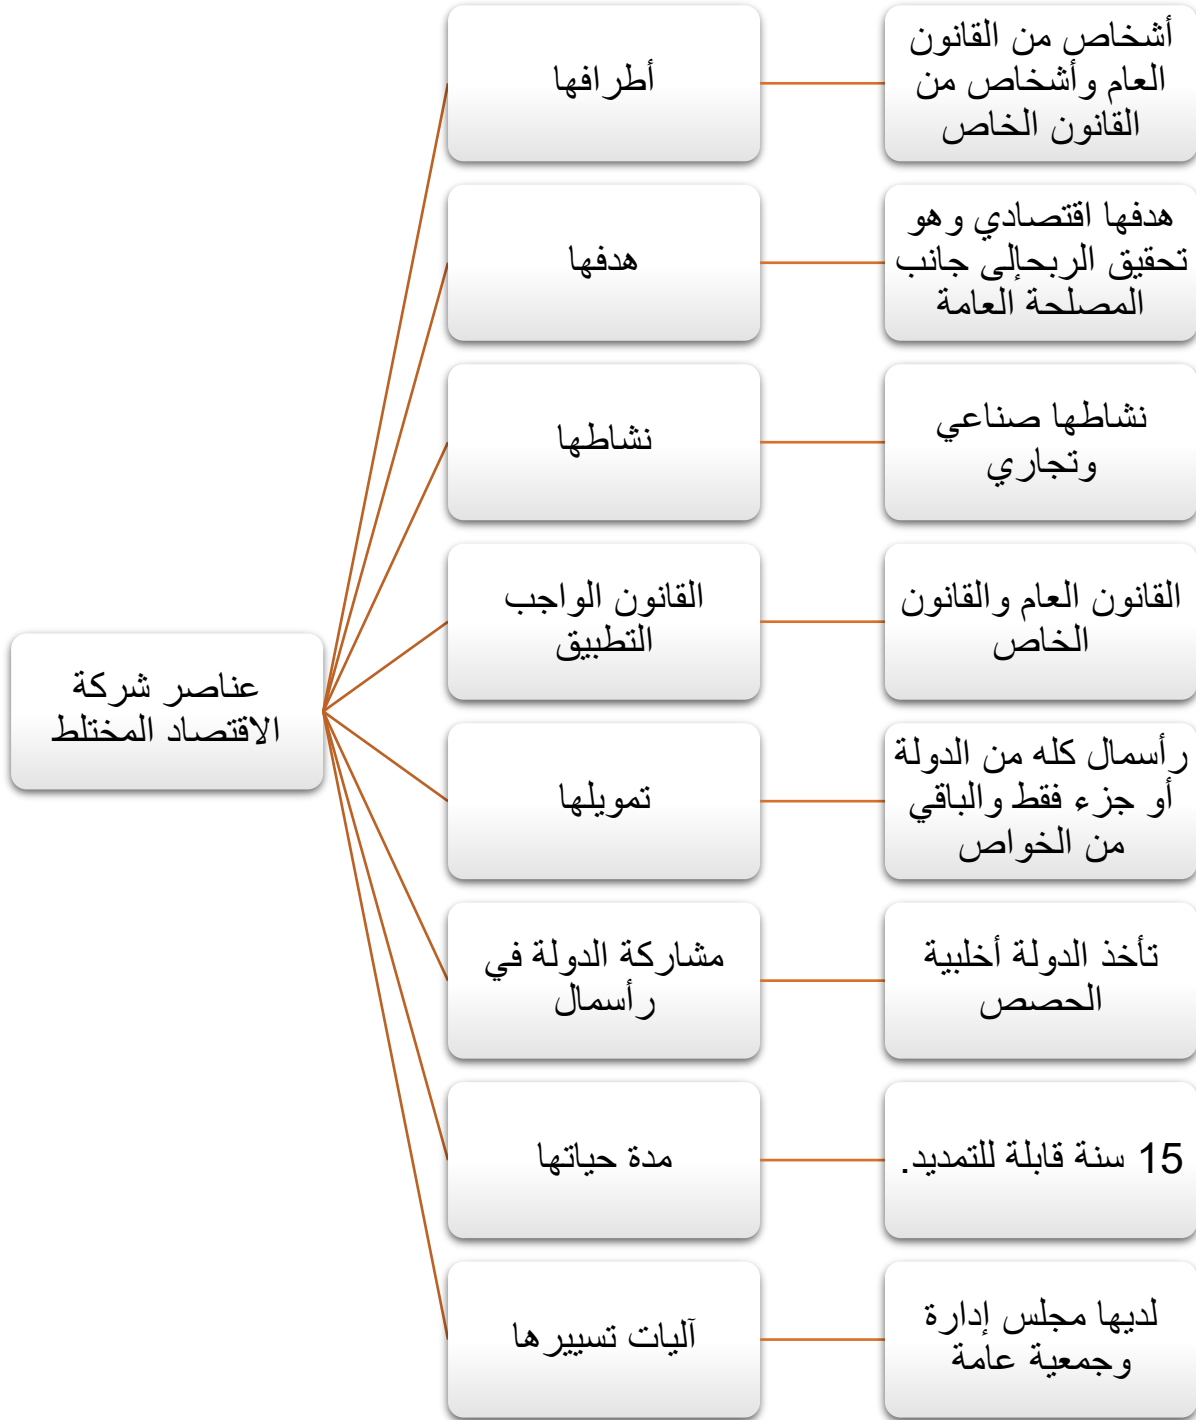 عناصر شركة
الاقتصاد المختلط
أطرافها
أشخاص من القانون
العام وأشخاص من
القانون الخاص
هدفها
هدفها اقتصادي وهو
تحقيق الربحإلى جانب
المصلحة العامة
نشاطها
نشاطها صناعي
وتجاري
القانون الواجب
التطبيق
القانون العام والقانون
الخاص
تمويلها
رأسمال كله من الدولة
أو جزء فقط والباقي
من الخواص
مشاركة الدولة في
رأسمال
تأخذ الدولة أخلبية
الحصص
مدة حياتها
15 سنة قابلة للتمديد.
آليات تسييرها
لديها مجلس إدارة
وجمعية عامة